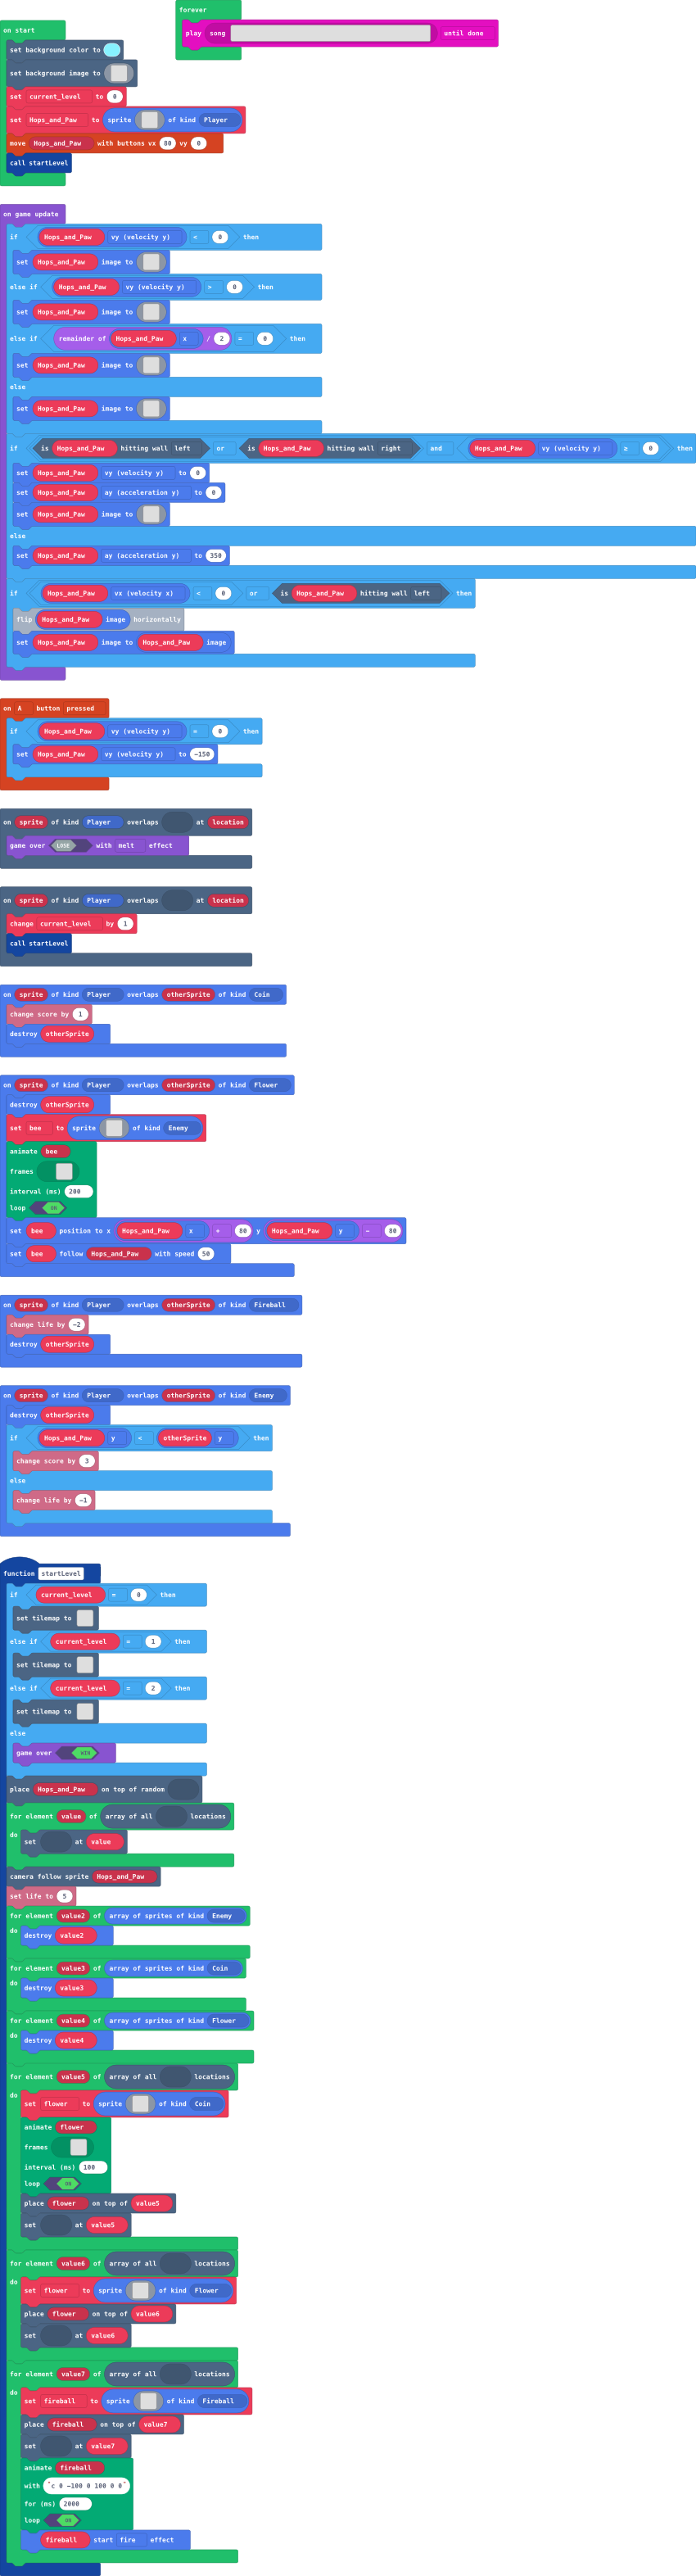 forever
play song until done
on start
set background color to
set background image to
set current_level to 0
set Hops_and_Paw to sprite of kind Player
move Hops_and_Paw with buttons vx 80 vy 0
call startLevel
on game update
if Hops_and_Paw vy (velocity y) < 0 then
set Hops_and_Paw image to
else if Hops_and_Paw vy (velocity y) > 0 then
set Hops_and_Paw image to
else if remainder of Hops_and_Paw x / 2 = 0 then
set Hops_and_Paw image to
else
set Hops_and_Paw image to
if is Hops_and_Paw hitting wall left or is Hops_and_Paw hitting wall right and Hops_and_Paw vy (velocity y) ≥ 0 then
set Hops_and_Paw vy (velocity y) to 0
set Hops_and_Paw ay (acceleration y) to 0
set Hops_and_Paw image to
else
set Hops_and_Paw ay (acceleration y) to 350
if Hops_and_Paw vx (velocity x) < 0 or is Hops_and_Paw hitting wall left then
flip Hops_and_Paw image horizontally
set Hops_and_Paw image to Hops_and_Paw image
on A button pressed
if Hops_and_Paw vy (velocity y) = 0 then
set Hops_and_Paw vy (velocity y) to -150
on sprite of kind Player overlaps at location
game over LOSE with melt effect
on sprite of kind Player overlaps at location
change current_level by 1
call startLevel
on sprite of kind Player overlaps otherSprite of kind Coin
change score by 1
destroy otherSprite
on sprite of kind Player overlaps otherSprite of kind Flower
destroy otherSprite
set bee to sprite of kind Enemy
animate bee
frames
interval (ms) 200
loop ON
set bee position to x Hops_and_Paw x + 80 y Hops_and_Paw y - 80
set bee follow Hops_and_Paw with speed 50
on sprite of kind Player overlaps otherSprite of kind Fireball
change life by -2
destroy otherSprite
on sprite of kind Player overlaps otherSprite of kind Enemy
destroy otherSprite
if Hops_and_Paw y < otherSprite y then
change score by 3
else
change life by -1
function startLevel
if current_level = 0 then
set tilemap to
else if current_level = 1 then
set tilemap to
else if current_level = 2 then
set tilemap to
else
game over WIN
place Hops_and_Paw on top of random
for element value of array of all locations
do set at value
camera follow sprite Hops_and_Paw
set life to 5
for element value2 of array of sprites of kind Enemy
do destroy value2
for element value3 of array of sprites of kind Coin
do destroy value3
for element value4 of array of sprites of kind Flower
do destroy value4
for element value5 of array of all locations
do set flower to sprite of kind Coin
animate flower
frames
interval (ms) 100
loop ON
place flower on top of value5
set at value5
for element value6 of array of all locations
do set flower to sprite of kind Flower
place flower on top of value6
set at value6
for element value7 of array of all locations
do set fireball to sprite of kind Fireball
place fireball on top of value7
set at value7
animate fireball
with "c 0 -100 0 100 0 0"
for (ms) 2000
loop ON
fireball start fire effect